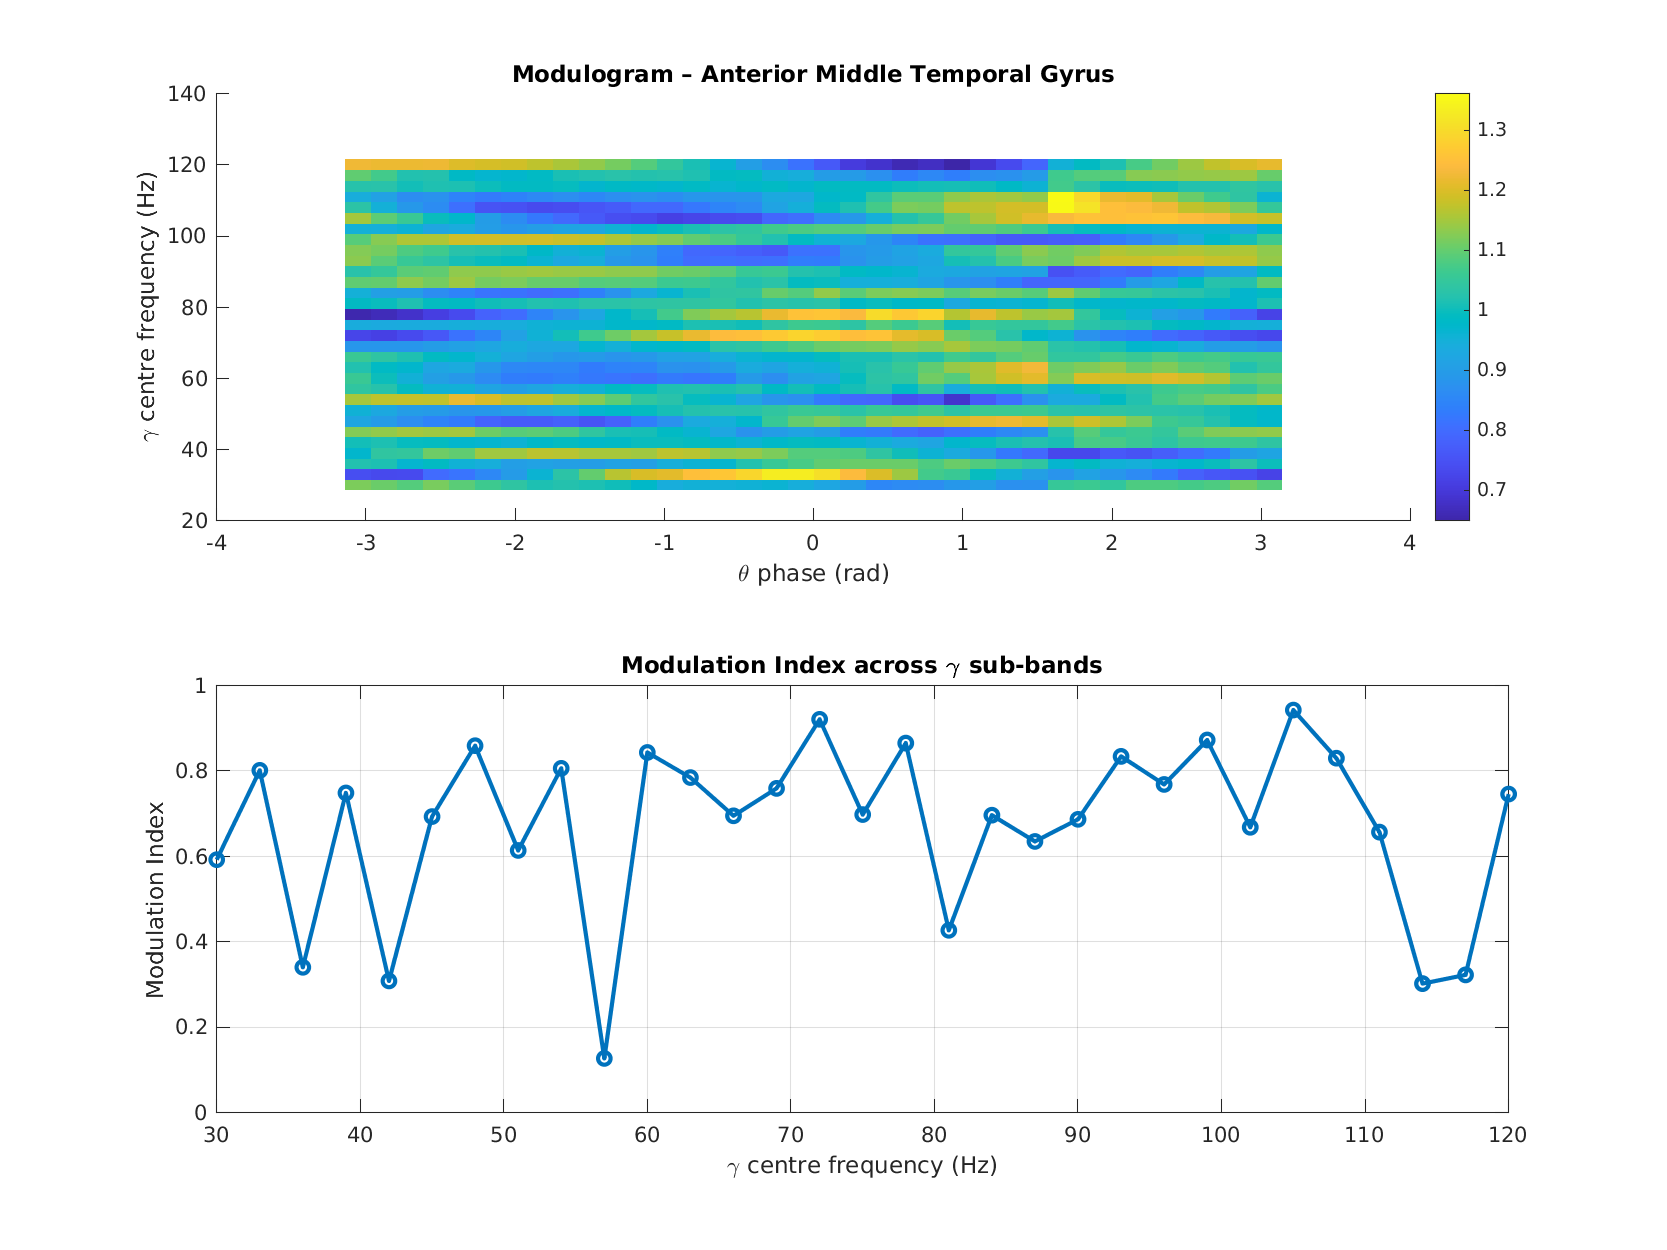 Modulogram – Anterior Middle Temporal Gyrus
140
120
100
80
60
40
20
γ centre frequency (Hz)
-4 -3 -2 -1 0 1 2 3 4
θ phase (rad)
1.3
1.2
1.1
1
0.9
0.8
0.7
Modulation Index across γ sub-bands
1
0.8
0.6
0.4
0.2
0
Modulation Index
30 40 50 60 70 80 90 100 110 120
γ centre frequency (Hz)